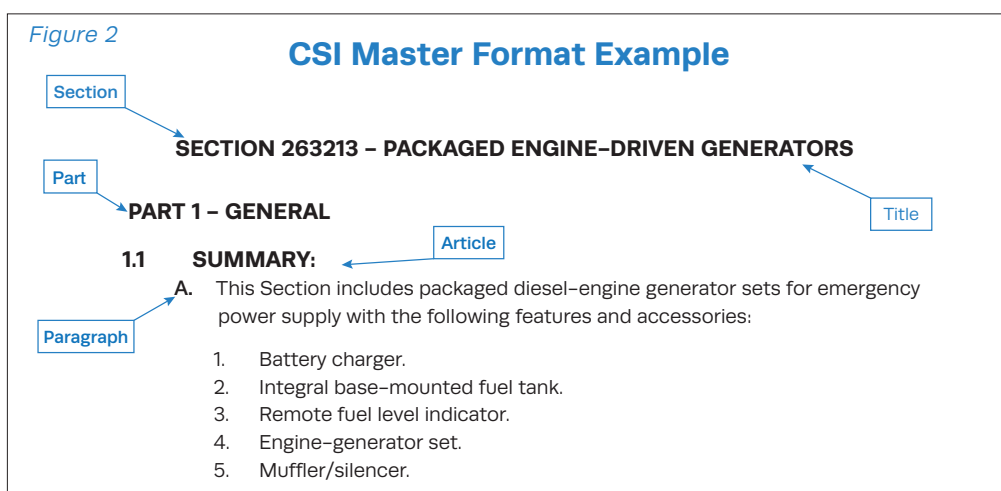 Figure 2
CSI Master Format Example
Section
SECTION 263213 – PACKAGED ENGINE-DRIVEN GENERATORS
Part
Title
PART 1 – GENERAL
Article
1.1 SUMMARY:
A. This Section includes packaged diesel-engine generator sets for emergency
power supply with the following features and accessories:
Paragraph
1. Battery charger.
2. Integral base-mounted fuel tank.
3. Remote fuel level indicator.
4. Engine-generator set.
5. Muffler/silencer.